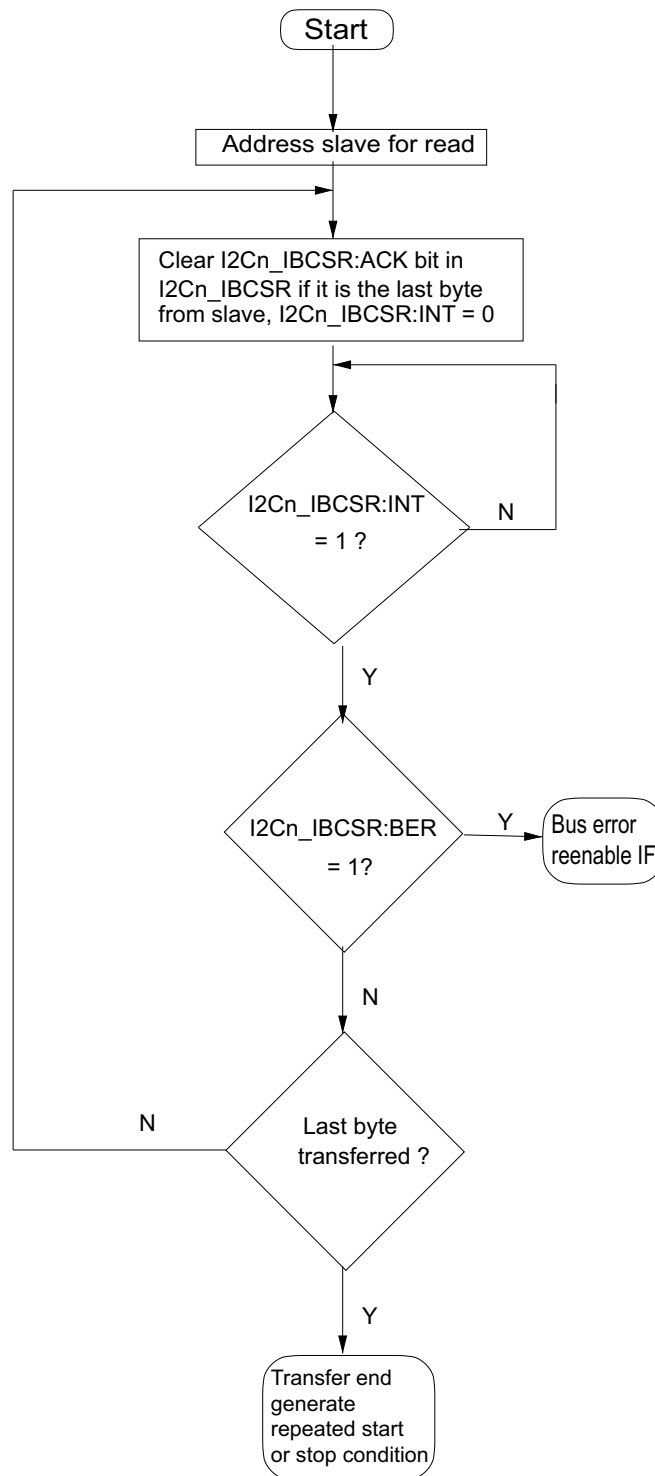 Start
Address slave for read
Clear I2Cn_IBCSR:ACK bit in
I2Cn_IBCSR if it is the last byte
from slave, I2Cn_IBCSR:INT = 0
I2Cn_IBCSR:INT
= 1 ?
N
Y
I2Cn_IBCSR:BER
= 1?
Y
Bus error
reenable IF
N
Last byte
transferred ?
N
Y
Transfer end
generate
repeated start
or stop condition